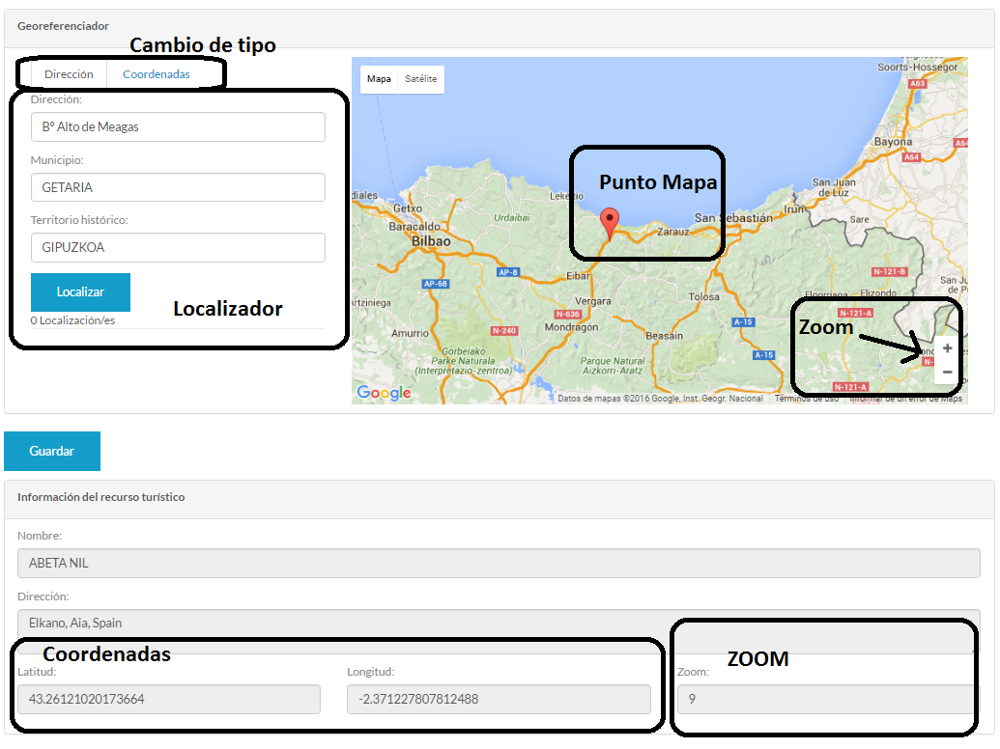 Georeferenciador
Cambio de tipo
Dirección
Coordenadas
Dirección:
Bº Alto de Meagas
Municipio:
GETARIA
Territorio histórico:
GIPUZKOA
Localizar
0 Localización/es
Localizador
Mapa
Satélite
Soorts-Hossegor
A63
Bayona
A64
San Juan
de Luz
Punto Mapa
Getxo
Urdaibai
Baracaldo
Bilbao
San Sebastián
Irún
Sare
Zarauz
AP-8
N-121-B
Eibar
AP-68
Elizondo
Tolosa
Vergara
N-636
A-15
N-121-A
Zoom
Amurrio
N-240
Mondragón
Beasain
Gorbeiako
Parke Naturala
(Interpretazio-zentroa)
Parque Natural
Aizkorri-Aratz
A-15
+
−
N-121-A
Google
Datos de mapas ©2016 Google, Inst. Geogr. Nacional
Términos de uso
Informar de un error de Maps
Guardar
Información del recurso turístico
Nombre:
ABETA NIL
Dirección:
Elkano, Aia, Spain
Coordenadas
ZOOM
Latitud:
Longitud:
Zoom:
43.26121020173664
-2.371227807812488
9